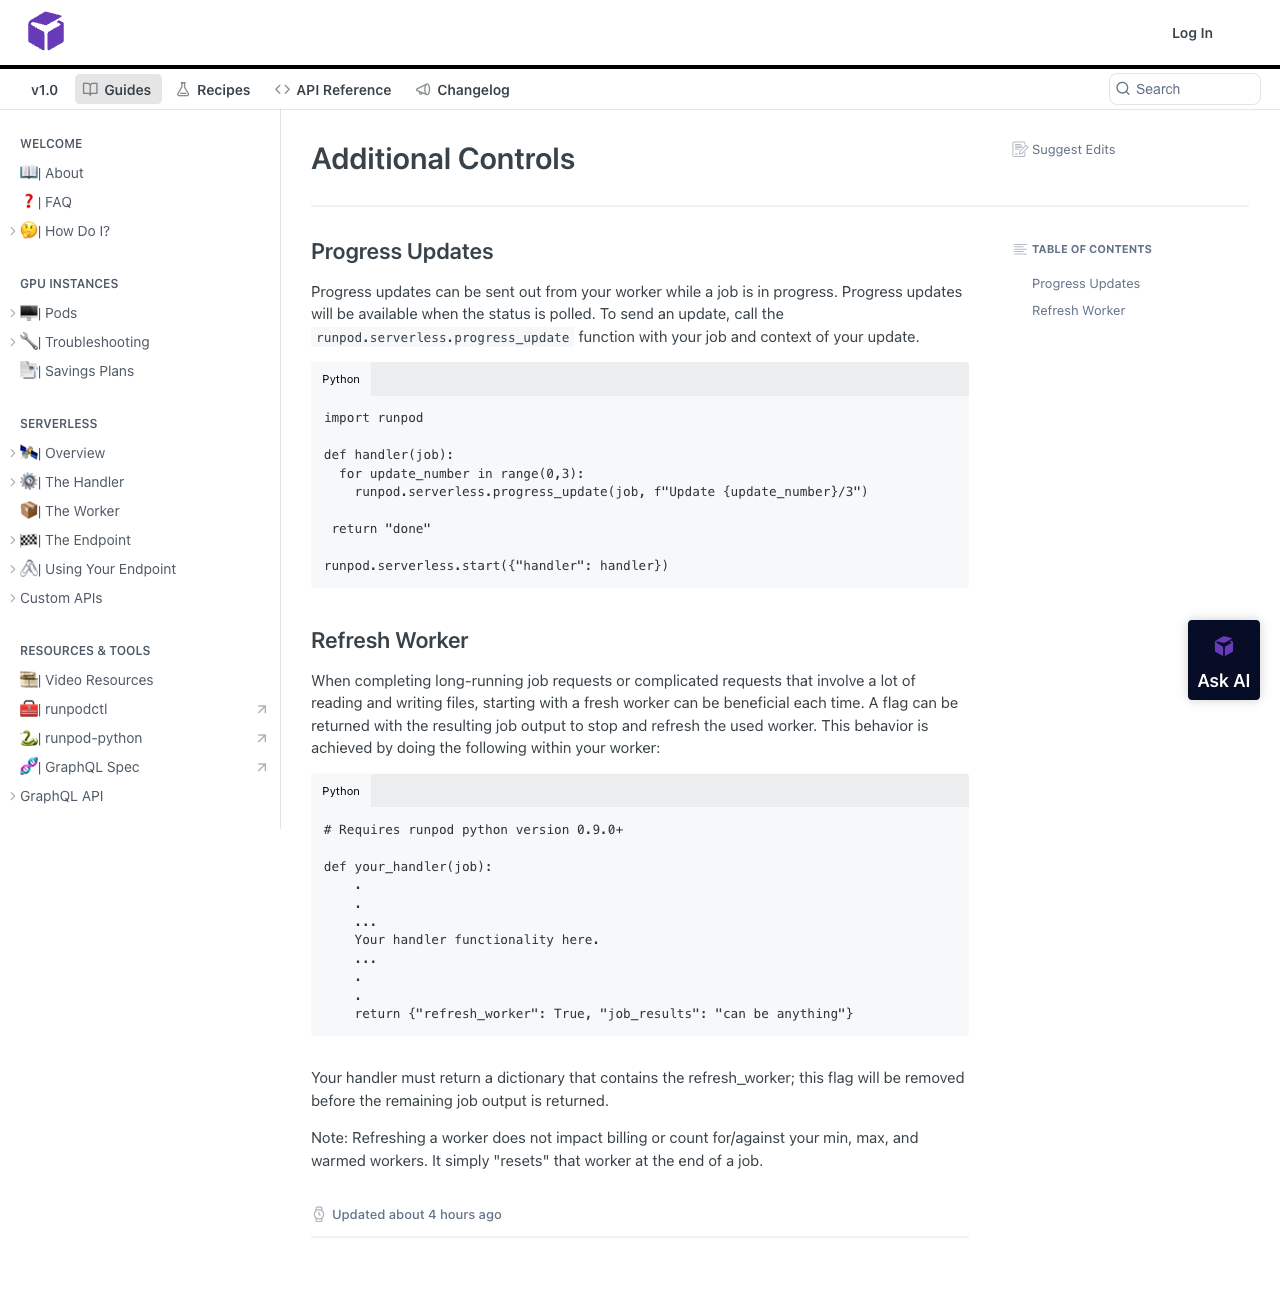 Log In
v1.0 Guides Recipes API Reference Changelog Search
WELCOME
📖| About
❓| FAQ
🤔| How Do I?
GPU INSTANCES
🖥️| Pods
🔧| Troubleshooting
📑| Savings Plans
SERVERLESS
🛰️| Overview
⚙️| The Handler
📦| The Worker
🏁| The Endpoint
🖇️| Using Your Endpoint
Custom APIs
RESOURCES & TOOLS
| Video Resources
🧰| runpodctl
🐍| runpod-python
🧬| GraphQL Spec
GraphQL API
Additional Controls
Suggest Edits
Progress Updates
Progress updates can be sent out from your worker while a job is in progress. Progress updates
will be available when the status is polled. To send an update, call the
runpod.serverless.progress_update function with your job and context of your update.
Python
import runpod
def handler(job):
  for update_number in range(0,3):
    runpod.serverless.progress_update(job, f"Update {update_number}/3")
 return "done"
runpod.serverless.start({"handler": handler})
Refresh Worker
When completing long-running job requests or complicated requests that involve a lot of
reading and writing files, starting with a fresh worker can be beneficial each time. A flag can be
returned with the resulting job output to stop and refresh the used worker. This behavior is
achieved by doing the following within your worker:
Python
# Requires runpod python version 0.9.0+
def your_handler(job):
    .
    .
    ...
    Your handler functionality here.
    ...
    .
    .
    return {"refresh_worker": True, "job_results": "can be anything"}
Your handler must return a dictionary that contains the refresh_worker; this flag will be removed
before the remaining job output is returned.
Note: Refreshing a worker does not impact billing or count for/against your min, max, and
warmed workers. It simply "resets" that worker at the end of a job.
Updated about 4 hours ago
TABLE OF CONTENTS
Progress Updates
Refresh Worker
Ask AI